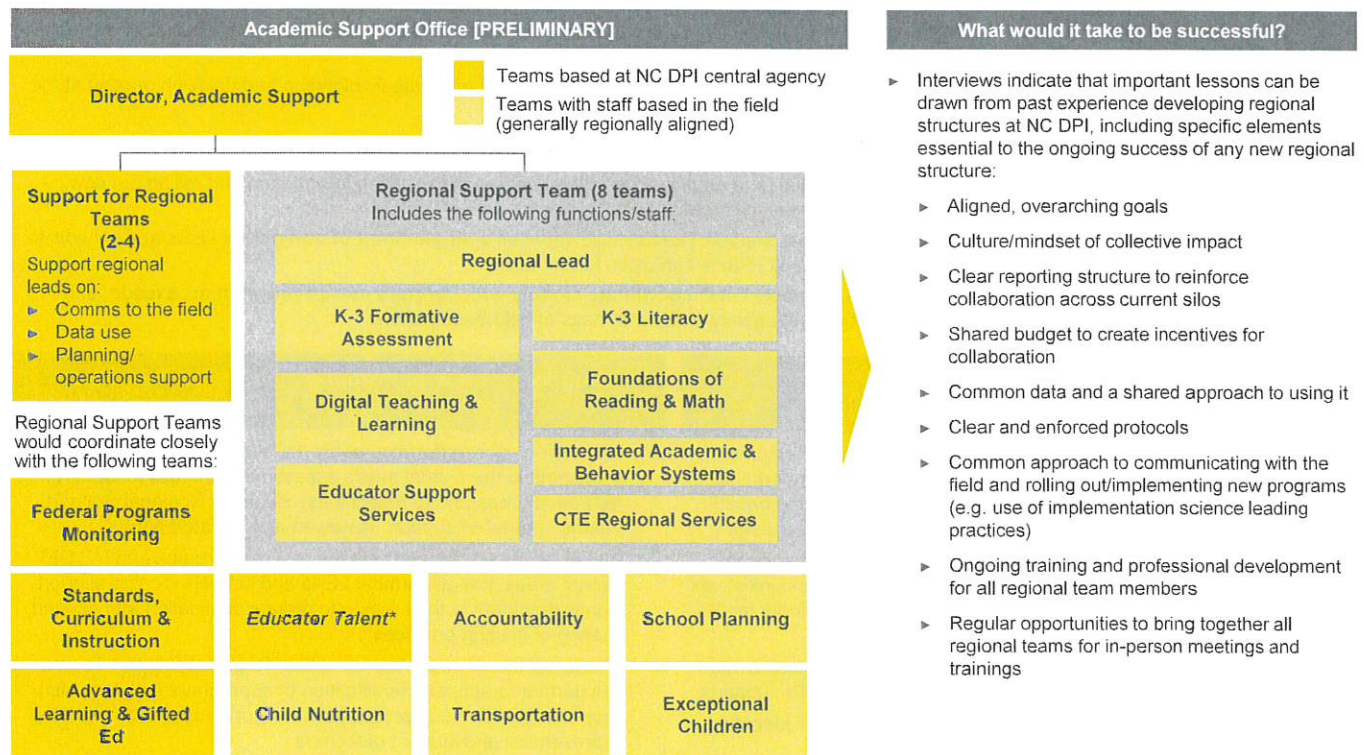 Academic Support Office [PRELIMINARY]
Director, Academic Support
Teams based at NC DPI central agency
Teams with staff based in the field
(generally regionally aligned)
Support for Regional
Teams
(2-4)
Support regional
leads on:
► Comms to the field
► Data use
► Planning/
operations support
Regional Support Team (8 teams)
Includes the following functions/staff:
Regional Lead
K-3 Formative
Assessment
K-3 Literacy
Digital Teaching &
Learning
Foundations of
Reading & Math
Educator Support
Services
Integrated Academic &
Behavior Systems
CTE Regional Services
Regional Support Teams
would coordinate closely
with the following teams:
Federal Programs
Monitoring
Standards,
Curriculum &
Instruction
Educator Talent*
Accountability
School Planning
Advanced
Learning & Gifted
Ed
Child Nutrition
Transportation
Exceptional
Children
What would it take to be successful?
► Interviews indicate that important lessons can be
drawn from past experience developing regional
structures at NC DPI, including specific elements
essential to the ongoing success of any new regional
structure:
► Aligned, overarching goals
► Culture/mindset of collective impact
► Clear reporting structure to reinforce
collaboration across current silos
► Shared budget to create incentives for
collaboration
► Common data and a shared approach to using it
► Clear and enforced protocols
► Common approach to communicating with the
field and rolling out/implementing new programs
(e.g. use of implementation science leading
practices)
► Ongoing training and professional development
for all regional team members
► Regular opportunities to bring together all
regional teams for in-person meetings and
trainings